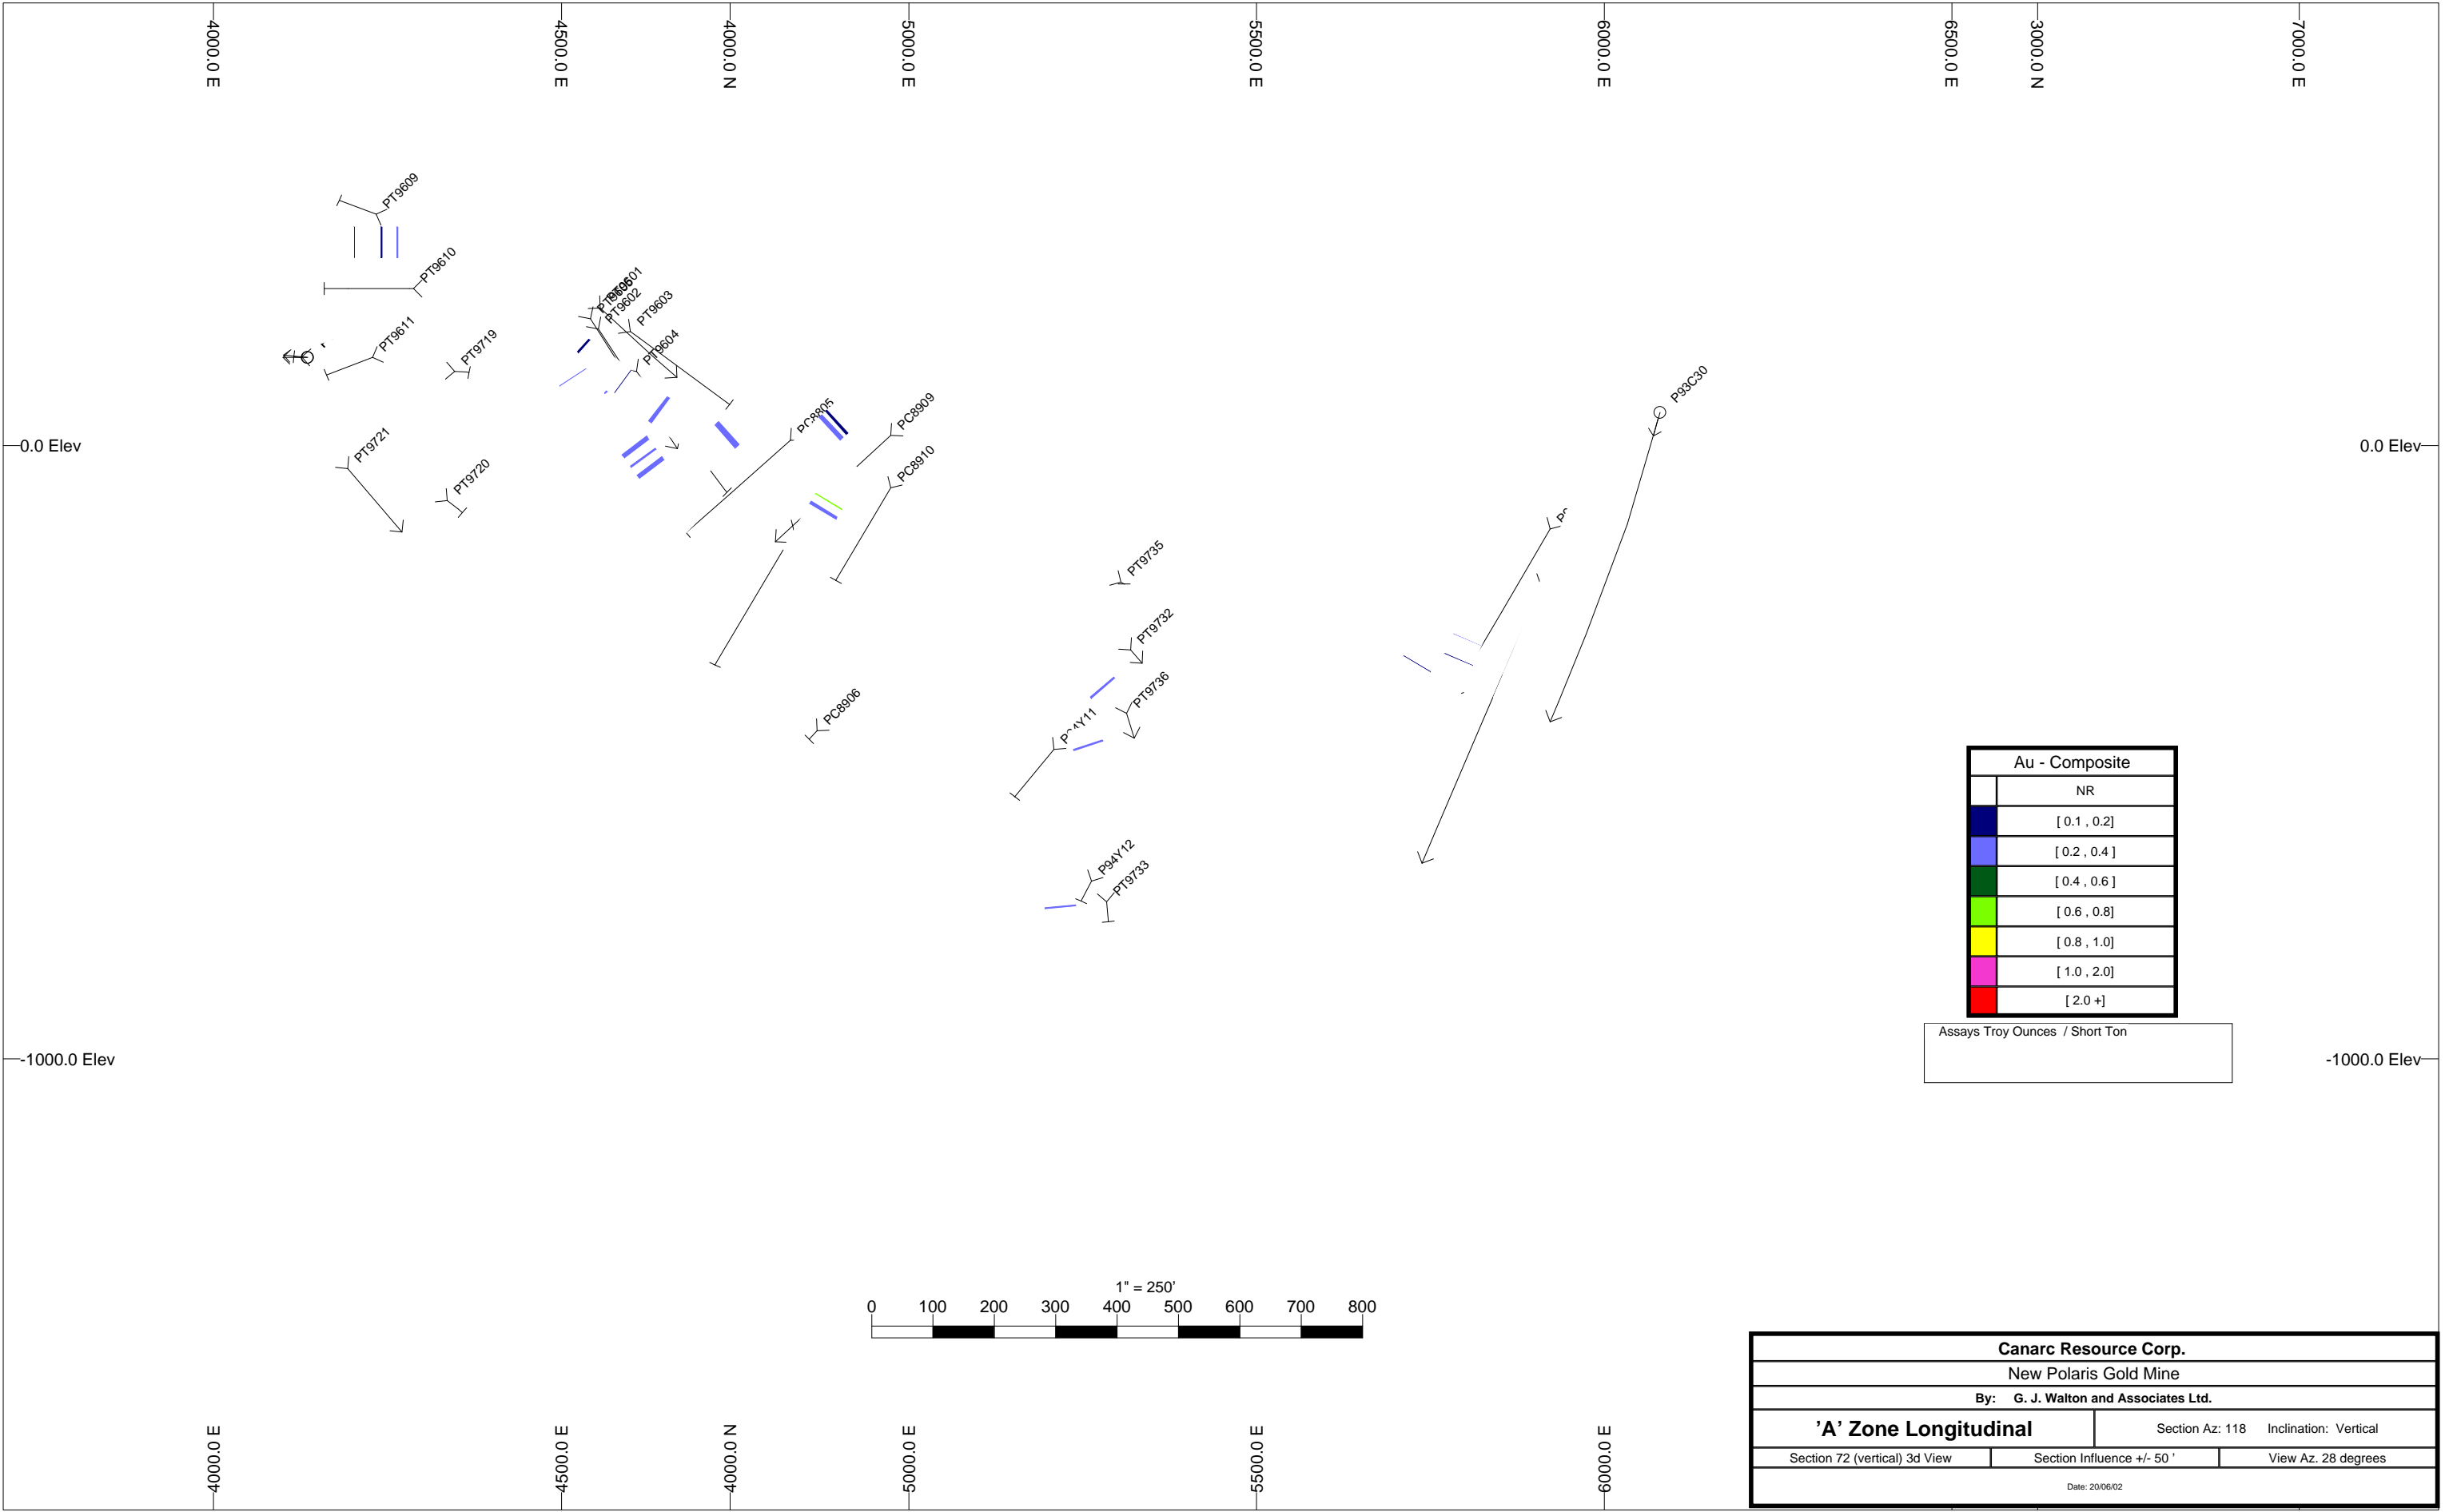 4000.0 E
4500.0 E
4000.0 N
5000.0 E
5500.0 E
6000.0 E
6500.0 E
3000.0 N
7000.0 E
PT9609
PT9610
PT9611
PT9719
PT9601
PT9602
PT9603
PT9604
PC8805
PC8909
P93C30
0.0 Elev
0.0 Elev
PT9721
PT9720
PC8910
PT9735
PT9732
PT9736
PC8906
P94Y12
PT9733
Au - Composite
NR
[ 0.1 , 0.2]
[ 0.2 , 0.4 ]
[ 0.4 , 0.6 ]
[ 0.6 , 0.8]
[ 0.8 , 1.0]
[ 1.0 , 2.0]
[ 2.0 +]
Assays Troy Ounces / Short Ton
-1000.0 Elev
-1000.0 Elev
1" = 250'
0 100 200 300 400 500 600 700 800
4000.0 E
4500.0 E
4000.0 N
5000.0 E
5500.0 E
6000.0 E
Canarc Resource Corp.
New Polaris Gold Mine
By: G. J. Walton and Associates Ltd.
'A' Zone Longitudinal
Section Az: 118 Inclination: Vertical
Section 72 (vertical) 3d View
Section Influence +/- 50 '
View Az. 28 degrees
Date: 20/06/02